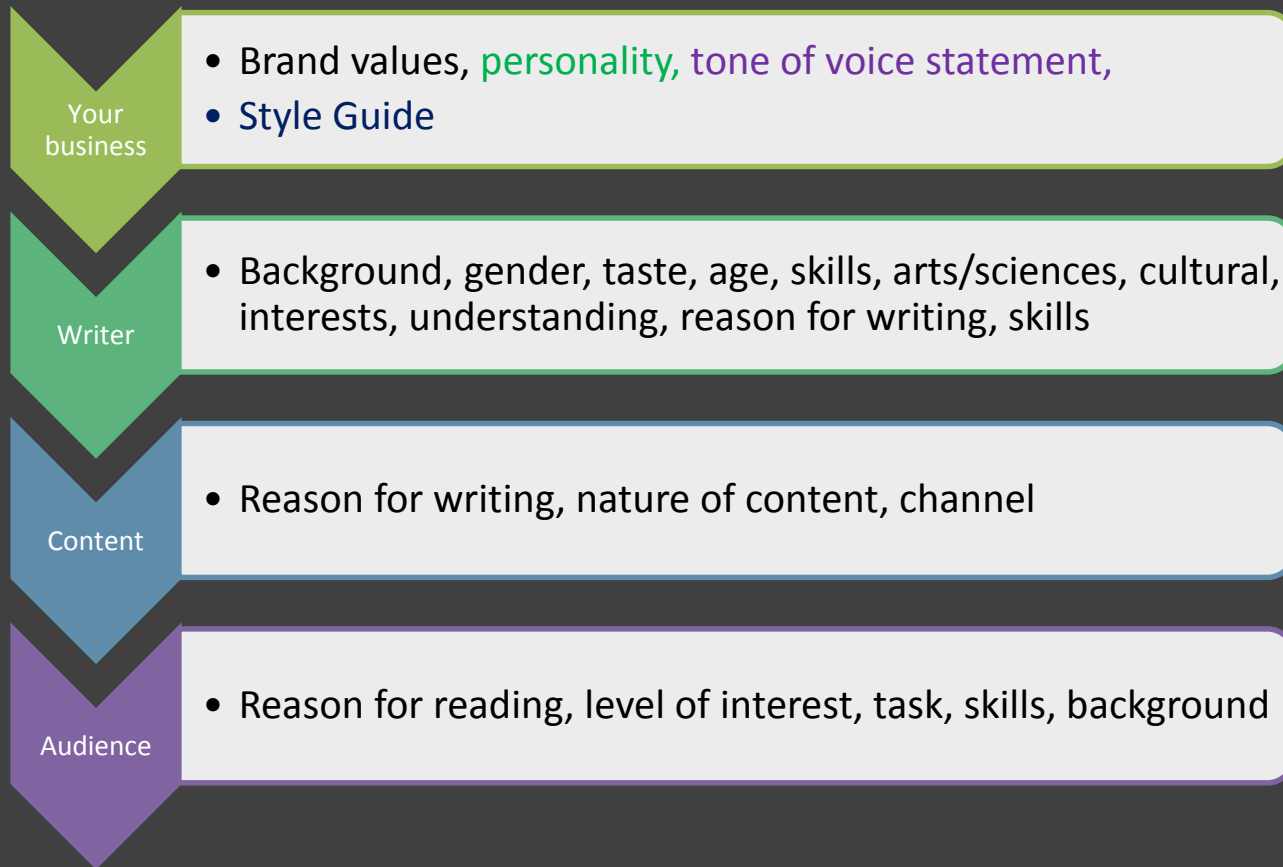 Your
business
• Brand values, personality, tone of voice statement,
• Style Guide
Writer
• Background, gender, taste, age, skills, arts/sciences, cultural,
interests, understanding, reason for writing, skills
Content
• Reason for writing, nature of content, channel
Audience
• Reason for reading, level of interest, task, skills, background